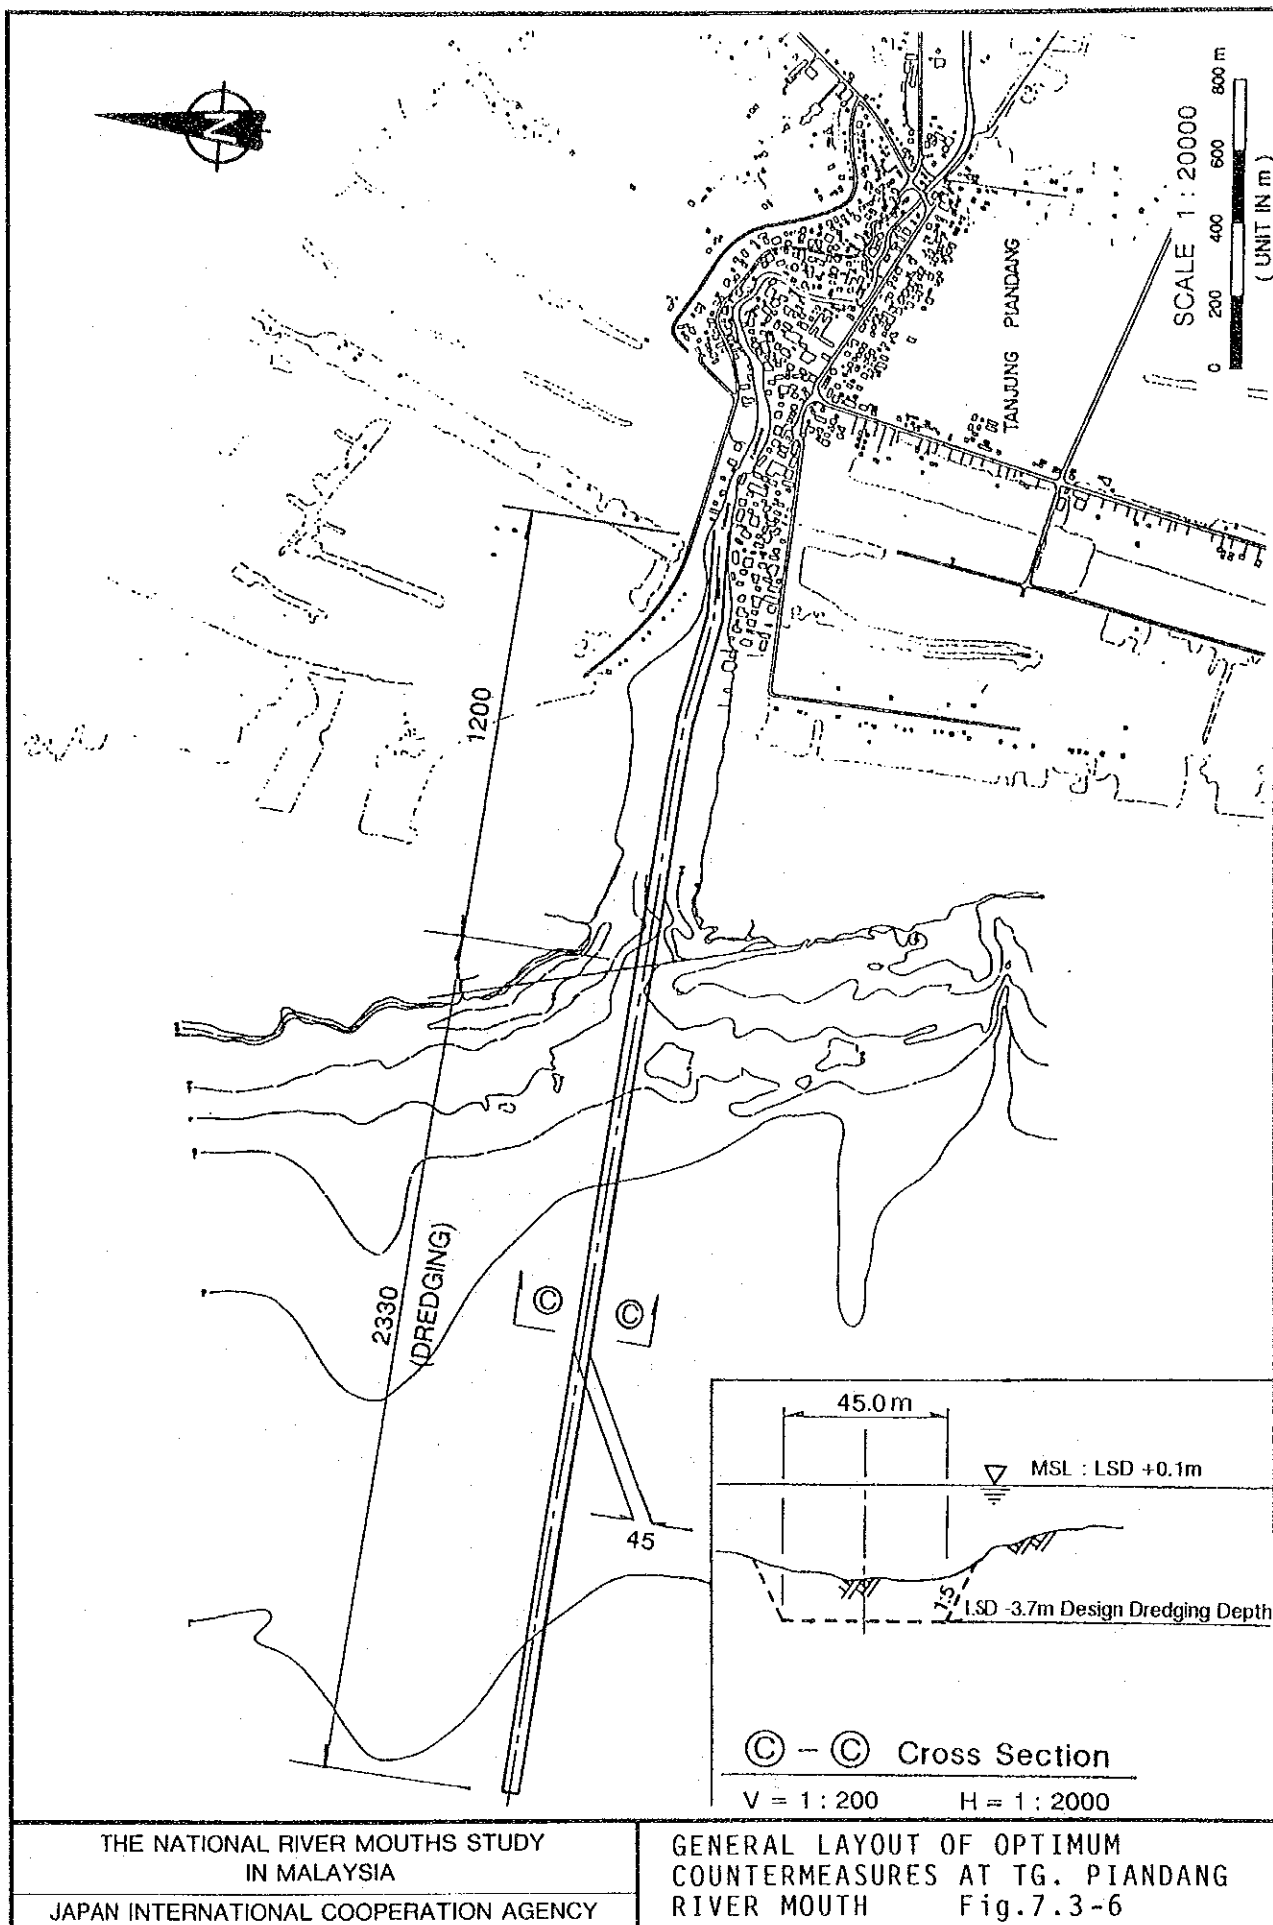 N
SCALE 1 : 20000
0 200 400 600 800 m
( UNIT IN m )
TANJUNG PIANDANG
1200
2330
(DREDGING)
C
C
45
45.0 m
MSL : LSD +0.1m
1:5
LSD -3.7m Design Dredging Depth
C - C Cross Section
V = 1 : 200 H = 1 : 2000
THE NATIONAL RIVER MOUTHS STUDY
IN MALAYSIA
JAPAN INTERNATIONAL COOPERATION AGENCY
GENERAL LAYOUT OF OPTIMUM
COUNTERMEASURES AT TG. PIANDANG
RIVER MOUTH Fig.7.3-6